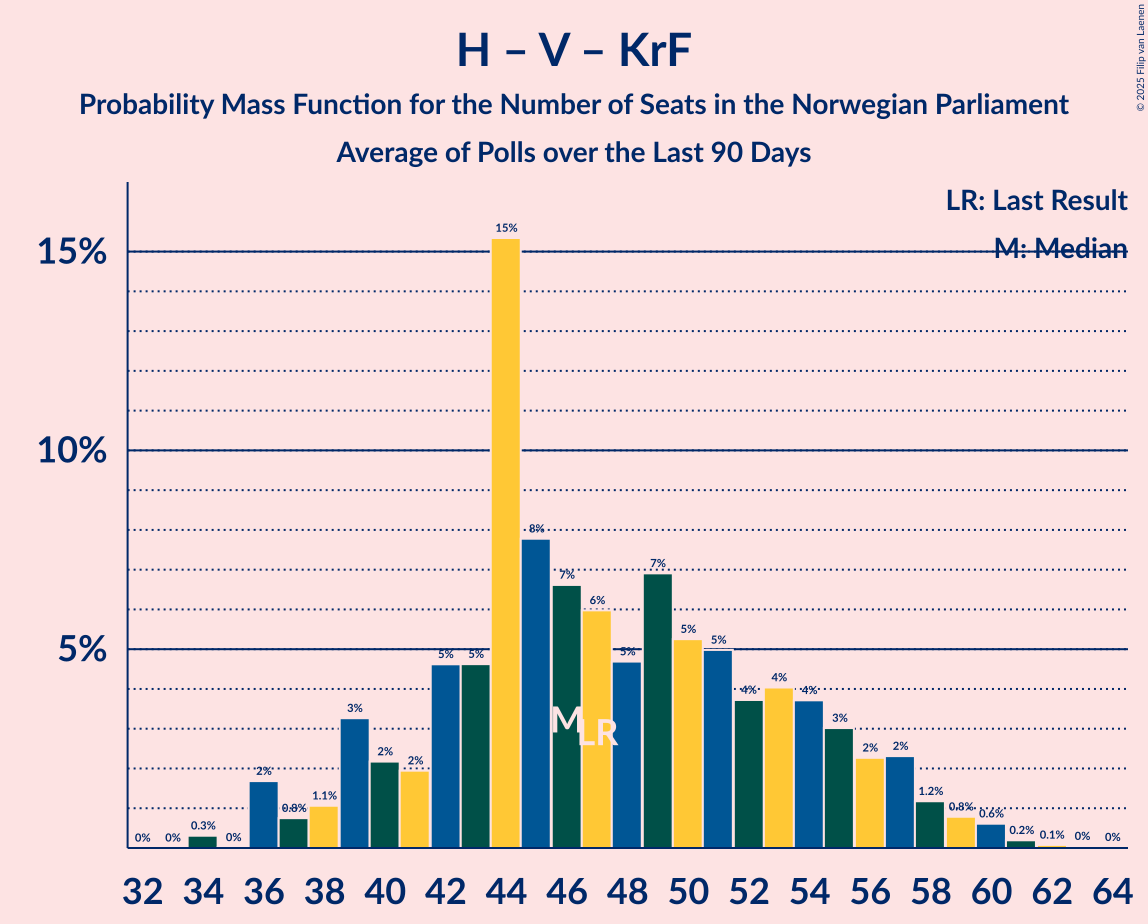 H – V – KrF
Probability Mass Function for the Number of Seats in the Norwegian Parliament
Average of Polls over the Last 90 Days
© 2025 Filip van Laenen
LR: Last Result
M: Median
15%
10%
5%
0% 0% 0.3% 0% 2% 0.8% 1.1% 3% 2% 2% 5% 5% 15% 8% 7% 6% 5% 7% 5% 5% 4% 4% 4% 3% 2% 2% 1.2% 0.8% 0.6% 0.2% 0.1% 0% 0%
M LR
32 34 36 38 40 42 44 46 48 50 52 54 56 58 60 62 64